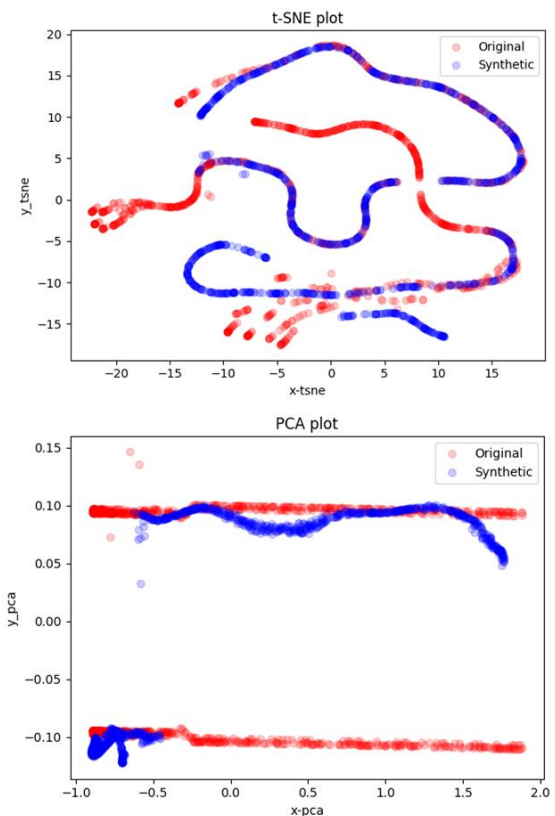 t-SNE plot
Original
Synthetic
20
15
10
5
0
−5
−10
−15
y_tsne
−20 −15 −10 −5 0 5 10 15
x-tsne
PCA plot
Original
Synthetic
0.15
0.10
0.05
0.00
−0.05
−0.10
y_pca
−1.0 −0.5 0.0 0.5 1.0 1.5 2.0
x-pca